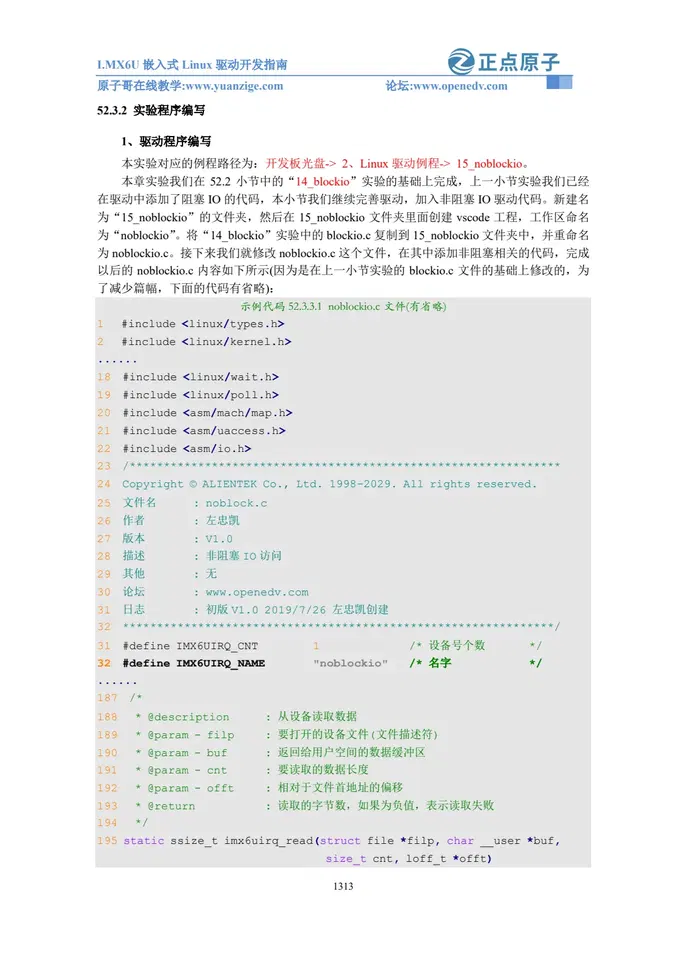 I.MX6U 嵌入式 Linux 驱动开发指南
正点原子
原子哥在线教学:www.yuanzige.com 论坛:www.openedv.com
52.3.2 实验程序编写
1、驱动程序编写
本实验对应的例程路径为：开发板光盘-> 2、Linux 驱动例程-> 15_noblockio。
本章实验我们在 52.2 小节中的“14_blockio”实验的基础上完成，上一小节实验我们已经
在驱动中添加了阻塞 IO 的代码，本小节我们继续完善驱动，加入非阻塞 IO 驱动代码。新建名
为“15_noblockio”的文件夹，然后在 15_noblockio 文件夹里面创建 vscode 工程，工作区命名
为“noblockio”。将“14_blockio”实验中的 blockio.c 复制到 15_noblockio 文件夹中，并重命名
为 noblockio.c。接下来我们就修改 noblockio.c 这个文件，在其中添加非阻塞相关的代码，完成
以后的 noblockio.c 内容如下所示(因为是在上一小节实验的 blockio.c 文件的基础上修改的，为
了减少篇幅，下面的代码有省略)：
示例代码 52.3.3.1 noblockio.c 文件(有省略)
1 #include <linux/types.h>
2 #include <linux/kernel.h>
......
18 #include <linux/wait.h>
19 #include <linux/poll.h>
20 #include <asm/mach/map.h>
21 #include <asm/uaccess.h>
22 #include <asm/io.h>
23 /***************************************************************
24 Copyright © ALIENTEK Co., Ltd. 1998-2029. All rights reserved.
25 文件名 : noblock.c
26 作者 : 左忠凯
27 版本 : V1.0
28 描述 : 非阻塞 IO 访问
29 其他 : 无
30 论坛 : www.openedv.com
31 日志 : 初版 V1.0 2019/7/26 左忠凯创建
32 ***************************************************************/
31 #define IMX6UIRQ_CNT 1 /* 设备号个数 */
32 #define IMX6UIRQ_NAME "noblockio" /* 名字 */
......
187 /*
188 * @description : 从设备读取数据
189 * @param - filp : 要打开的设备文件(文件描述符)
190 * @param - buf : 返回给用户空间的数据缓冲区
191 * @param - cnt : 要读取的数据长度
192 * @param - offt : 相对于文件首地址的偏移
193 * @return : 读取的字节数，如果为负值，表示读取失败
194 */
195 static ssize_t imx6uirq_read(struct file *filp, char __user *buf,
size_t cnt, loff_t *offt)
1313